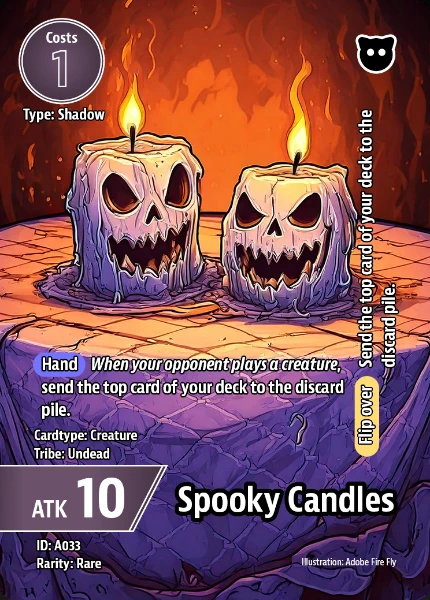 Costs
1
Type: Shadow
Flip over Send the top card of your deck to the
discard pile.
Hand When your opponent plays a creature,
send the top card of your deck to the discard
pile.
Cardtype: Creature
Tribe: Undead
ATK 10
Spooky Candles
ID: A033
Rarity: Rare
Illustration: Adobe Fire Fly